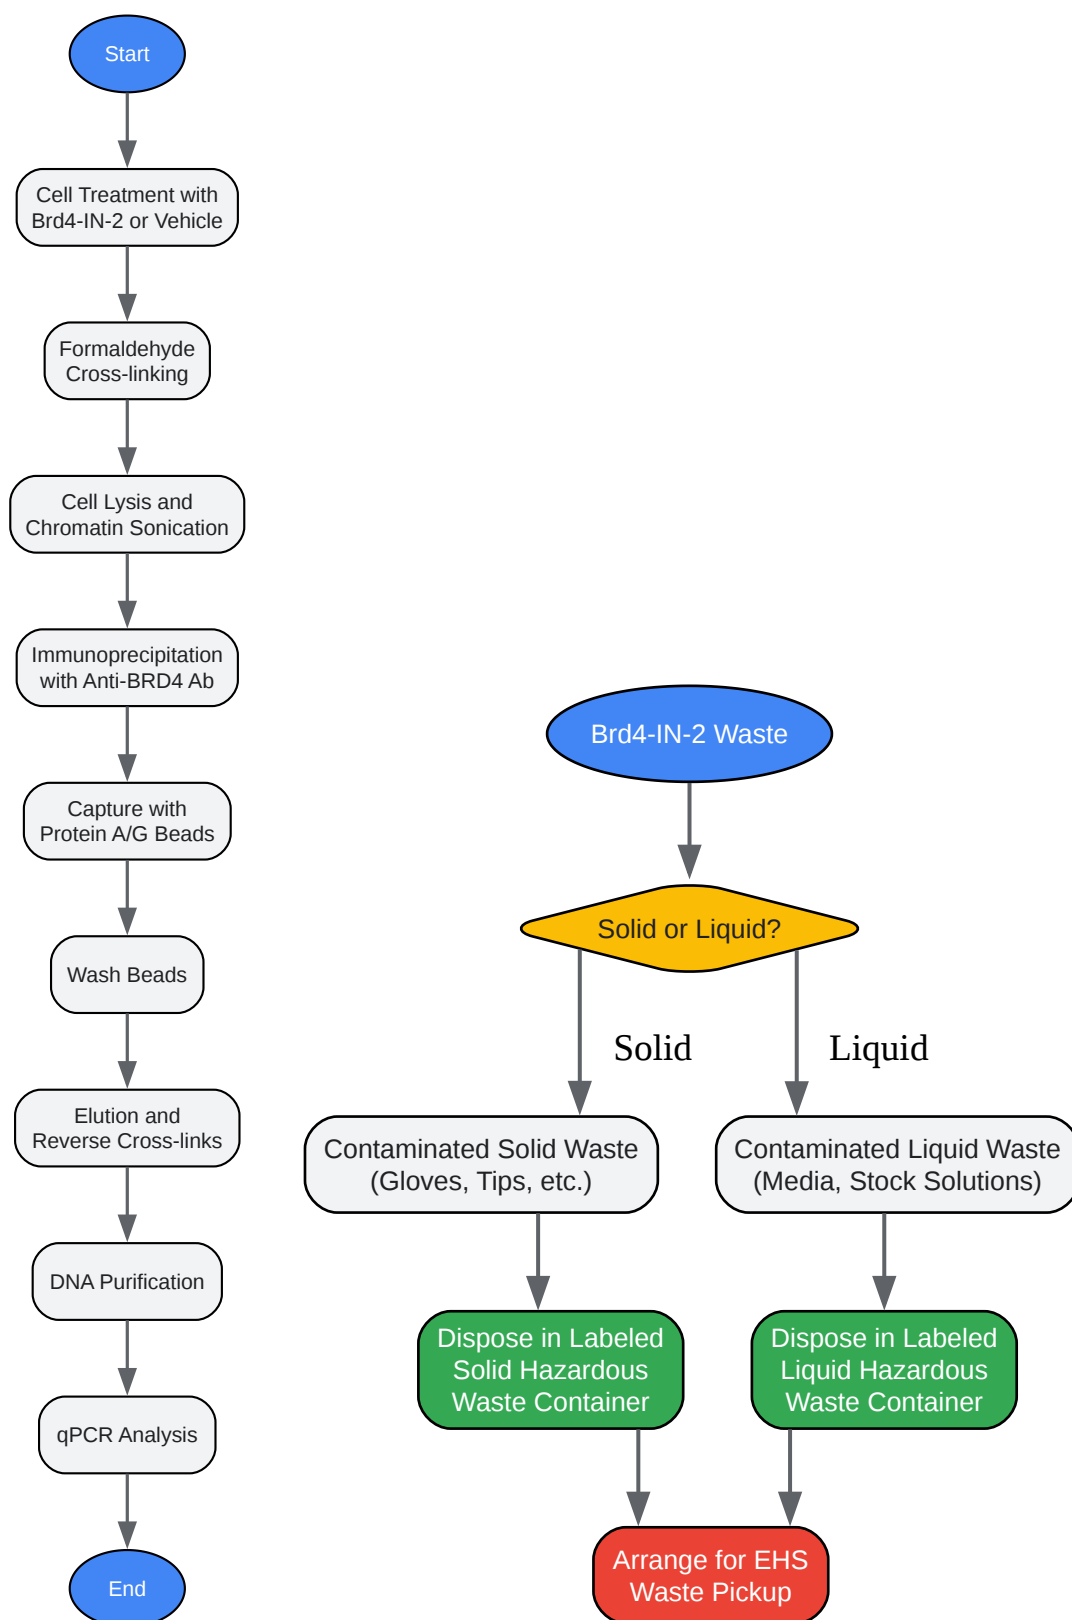 Start
Cell Treatment with
Brd4-IN-2 or Vehicle
Formaldehyde
Cross-linking
Cell Lysis and
Chromatin Sonication
Immunoprecipitation
with Anti-BRD4 Ab
Capture with
Protein A/G Beads
Wash Beads
Elution and
Reverse Cross-links
DNA Purification
qPCR Analysis
End
Brd4-IN-2 Waste
Solid or Liquid?
Solid
Liquid
Contaminated Solid Waste
(Gloves, Tips, etc.)
Contaminated Liquid Waste
(Media, Stock Solutions)
Dispose in Labeled
Solid Hazardous
Waste Container
Dispose in Labeled
Liquid Hazardous
Waste Container
Arrange for EHS
Waste Pickup